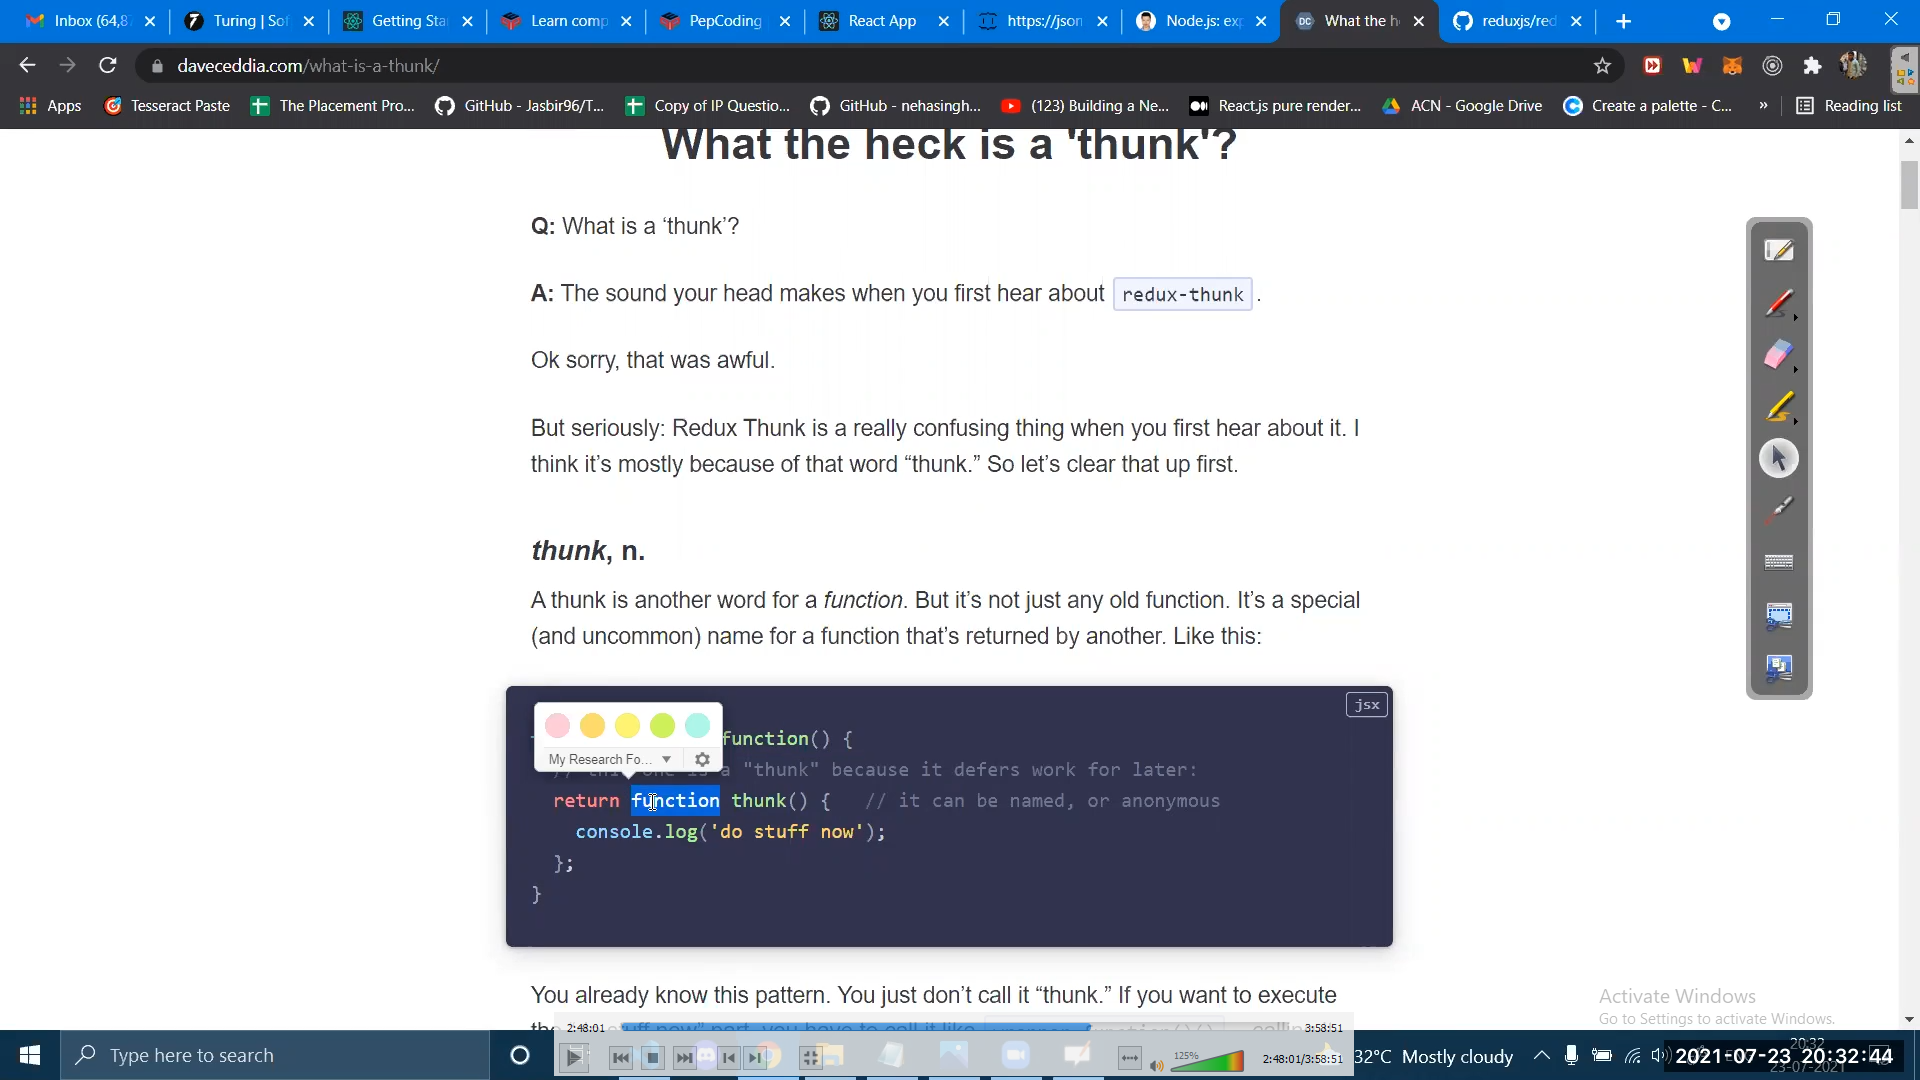 Inbox (64,8
Turing | Sof
Getting Sta
Learn comp
PepCoding
React App
https://json
Node.js: exp
What the h
reduxjs/red
daveceddia.com/what-is-a-thunk/
Apps
Tesseract Paste
The Placement Pro...
GitHub - Jasbir96/T...
Copy of IP Questio...
GitHub - nehasingh...
(123) Building a Ne...
React.js pure render...
ACN - Google Drive
Create a palette - C...
»
Reading list
What the heck is a 'thunk'?
Q: What is a ‘thunk’?
A: The sound your head makes when you first hear about redux-thunk .
Ok sorry, that was awful.
But seriously: Redux Thunk is a really confusing thing when you first hear about it. I
think it’s mostly because of that word “thunk.” So let’s clear that up first.
thunk, n.
A thunk is another word for a function. But it’s not just any old function. It’s a special
(and uncommon) name for a function that’s returned by another. Like this:
jsx
My Research Fo...
function() {
"thunk" because it defers work for later:
return function thunk() { // it can be named, or anonymous
console.log('do stuff now');
};
}
You already know this pattern. You just don’t call it “thunk.” If you want to execute
Activate Windows
Go to Settings to activate Windows.
2:48:01
3:58:51
Type here to search
125%
2:48:01/3:58:51
32°C Mostly cloudy
20:32
23-07-2021
2021-07-23 20:32:44